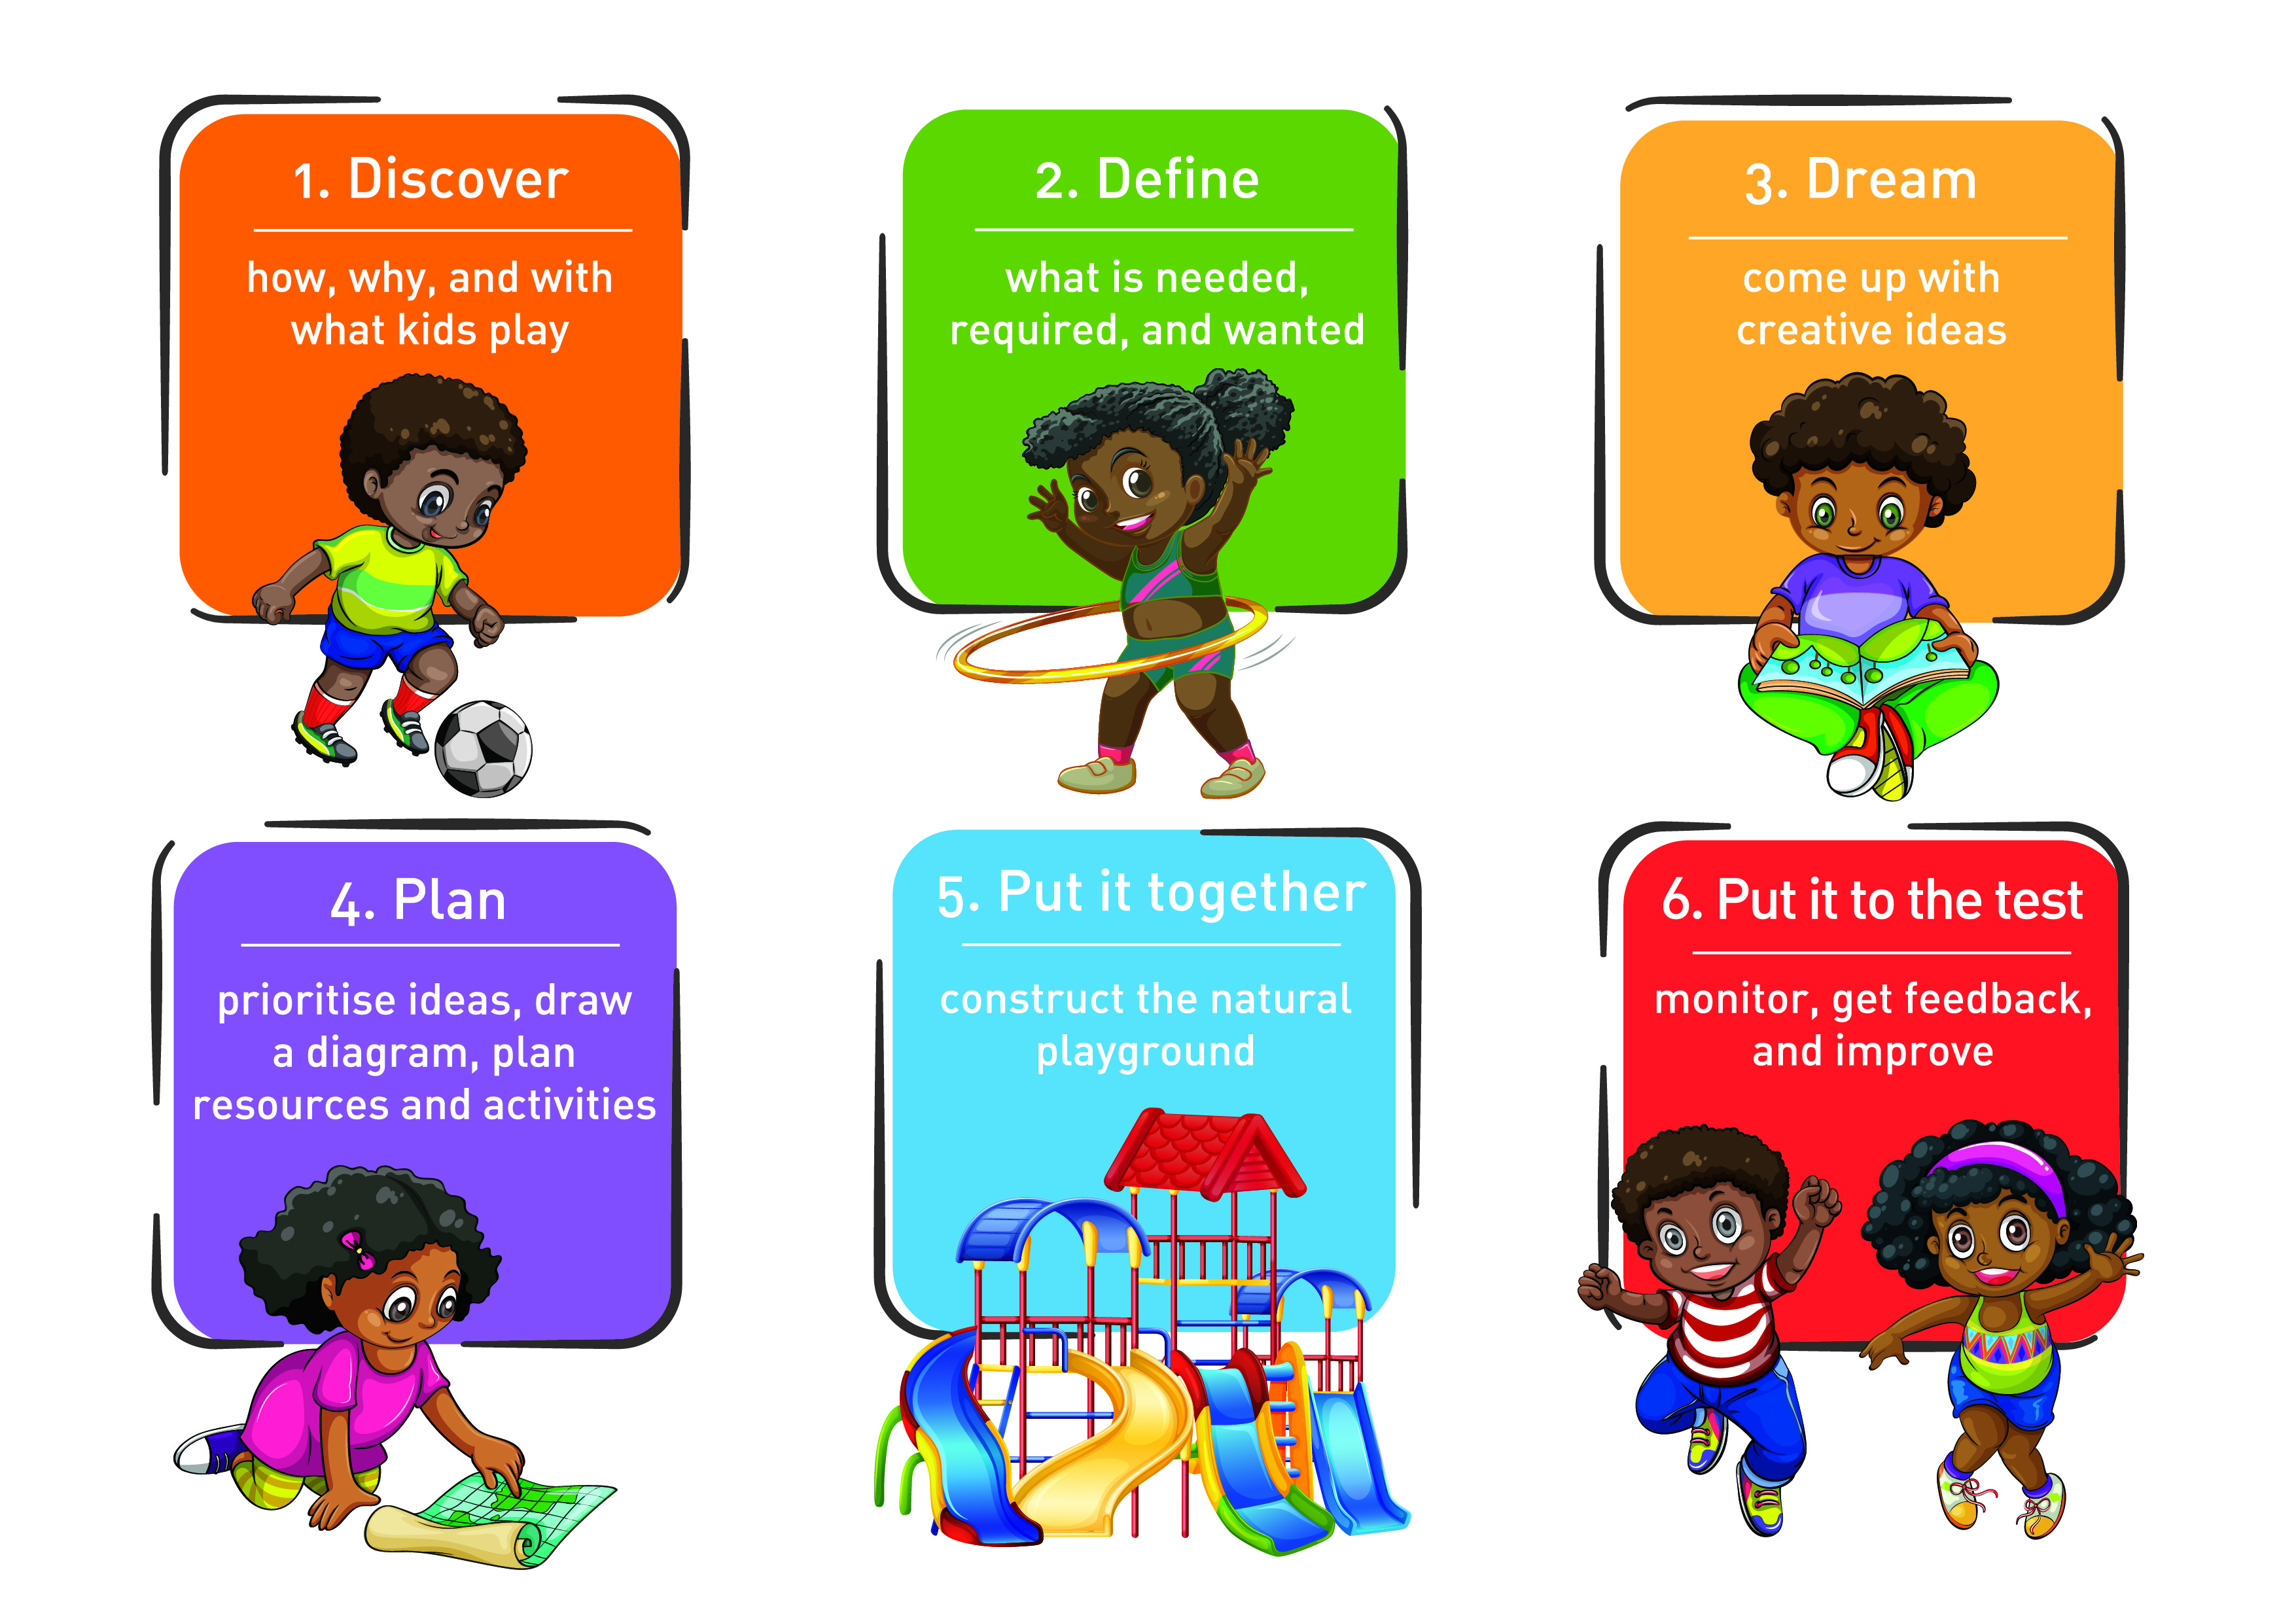 1. Discover
how, why, and with
what kids play
2. Define
what is needed,
required, and wanted
3. Dream
come up with
creative ideas
4. Plan
prioritise ideas, draw
a diagram, plan
resources and activities
5. Put it together
construct the natural
playground
6. Put it to the test
monitor, get feedback,
and improve